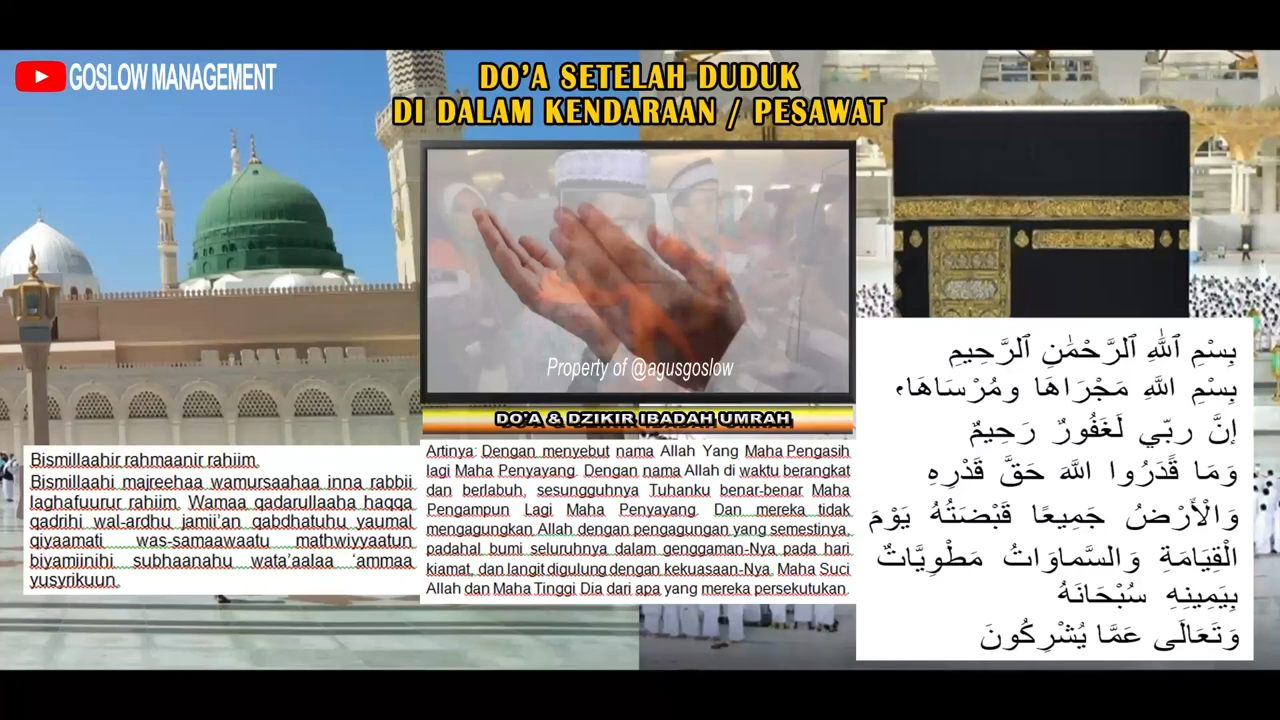 GOSLOW MANAGEMENT
DO'A SETELAH DUDUK
DI DALAM KENDARAAN / PESAWAT
Property of @agusgoslow
DO'A & DZIKIR IBADAH UMRAH
Bismillaahir rahmaanir rahiim.
Bismillaahi majreehaa wamursaahaa inna rabbii
laghafuurur rahiim. Wamaa qadarullaaha haqqa
qadrihi wal-ardhu jamii'an qabdhatuhu yaumal
qiyaamati was-samaawaatu mathwiyyaatun
biyamiinihi subhaanahu wata'aalaa 'ammaa
yusyrikuun.
Artinya: Dengan menyebut nama Allah Yang Maha Pengasih
lagi Maha Penyayang. Dengan nama Allah di waktu berangkat
dan berlabuh, sesungguhnya Tuhanku benar-benar Maha
Pengampun Lagi Maha Penyayang. Dan mereka tidak
mengagungkan Allah dengan pengagungan yang semestinya,
padahal bumi seluruhnya dalam genggaman-Nya pada hari
kiamat, dan langit digulung dengan kekuasaan-Nya. Maha Suci
Allah dan Maha Tinggi Dia dari apa yang mereka persekutukan.
بِسْمِ ٱللَّهِ ٱلرَّحْمَٰنِ ٱلرَّحِيمِ
بِسْمِ اللَّهِ مَجْرَاهَا ومُرْسَاهَا،
إنَّ ربِّي لَغَفُورٌ رَحِيمٌ
وَمَا قَدَرُوا اللَّهَ حَقَّ قَدْرِهِ
وَالْأَرْضُ جَمِيعًا قَبْضَتُهُ يَوْمَ
الْقِيَامَةِ وَالسَّماوَاتُ مَطْوِيَّاتٌ
بِيَمِينِهِ سُبْحَانَهُ
وَتَعَالَى عَمَّا يُشْرِكُونَ